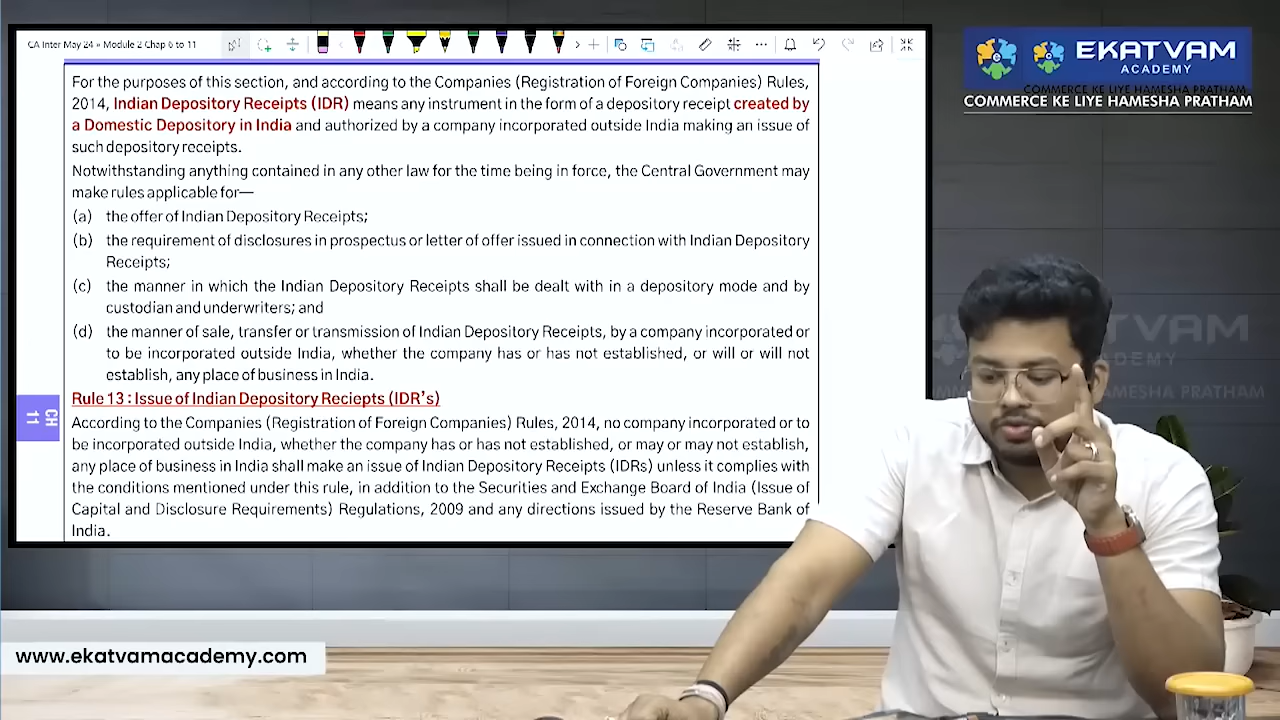 CA Inter May 24 » Module 2 Chap 6 to 11
For the purposes of this section, and according to the Companies (Registration of Foreign Companies) Rules,
2014, Indian Depository Receipts (IDR) means any instrument in the form of a depository receipt created by
a Domestic Depository in India and authorized by a company incorporated outside India making an issue of
such depository receipts.
Notwithstanding anything contained in any other law for the time being in force, the Central Government may
make rules applicable for—
(a) the offer of Indian Depository Receipts;
(b) the requirement of disclosures in prospectus or letter of offer issued in connection with Indian Depository
Receipts;
(c) the manner in which the Indian Depository Receipts shall be dealt with in a depository mode and by
custodian and underwriters; and
(d) the manner of sale, transfer or transmission of Indian Depository Receipts, by a company incorporated or
to be incorporated outside India, whether the company has or has not established, or will or will not
establish, any place of business in India.
Rule 13 : Issue of Indian Depository Reciepts (IDR's)
According to the Companies (Registration of Foreign Companies) Rules, 2014, no company incorporated or to
be incorporated outside India, whether the company has or has not established, or may or may not establish,
any place of business in India shall make an issue of Indian Depository Receipts (IDRs) unless it complies with
the conditions mentioned under this rule, in addition to the Securities and Exchange Board of India (Issue of
Capital and Disclosure Requirements) Regulations, 2009 and any directions issued by the Reserve Bank of
India.
CH
11
EKATVAM
ACADEMY
COMMERCE KE LIYE HAMESHA PRATHAM
COMMERCE KE LIYE HAMESHA PRATHAM
KATVAM
ADEMY
HAMESHA PRATHAM
www.ekatvamacademy.com